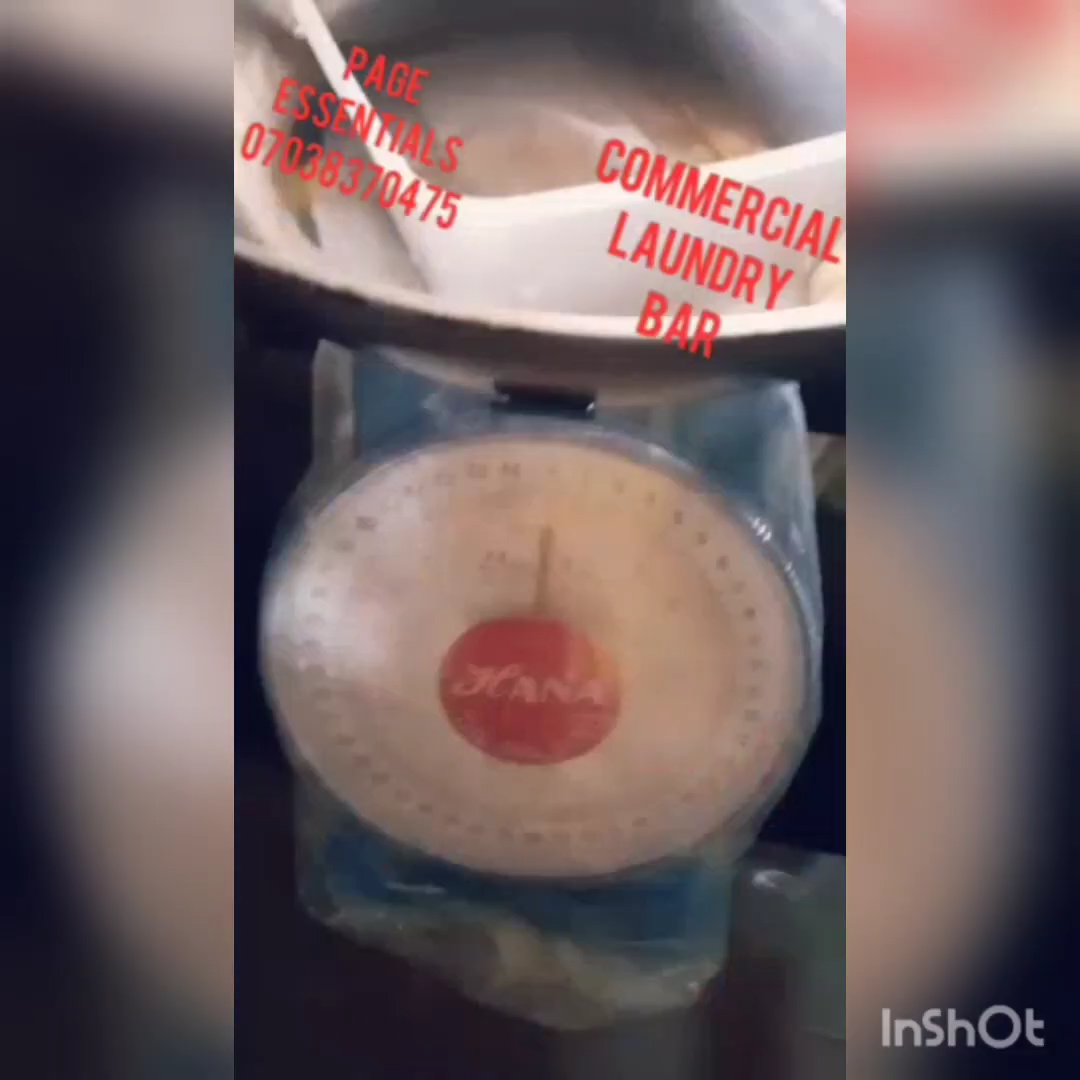 PAGE
ESSENTIALS
07038370475
COMMERCIAL
LAUNDRY
BAR
HANA
InShOt